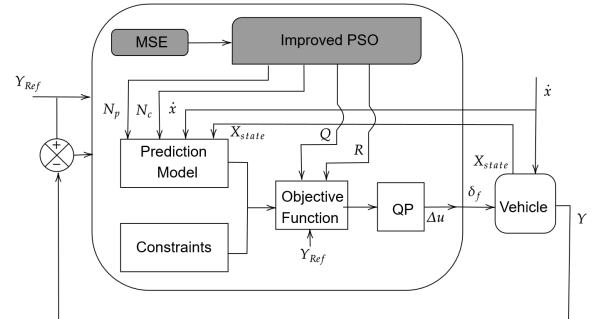 MSE
Improved PSO
Y_Ref
N_p
N_c
ẋ
ẋ
X_state
Q
R
X_state
+
−
Prediction
Model
Objective
Function
QP
δ_f
Δu
Vehicle
Y
Constraints
Y_Ref